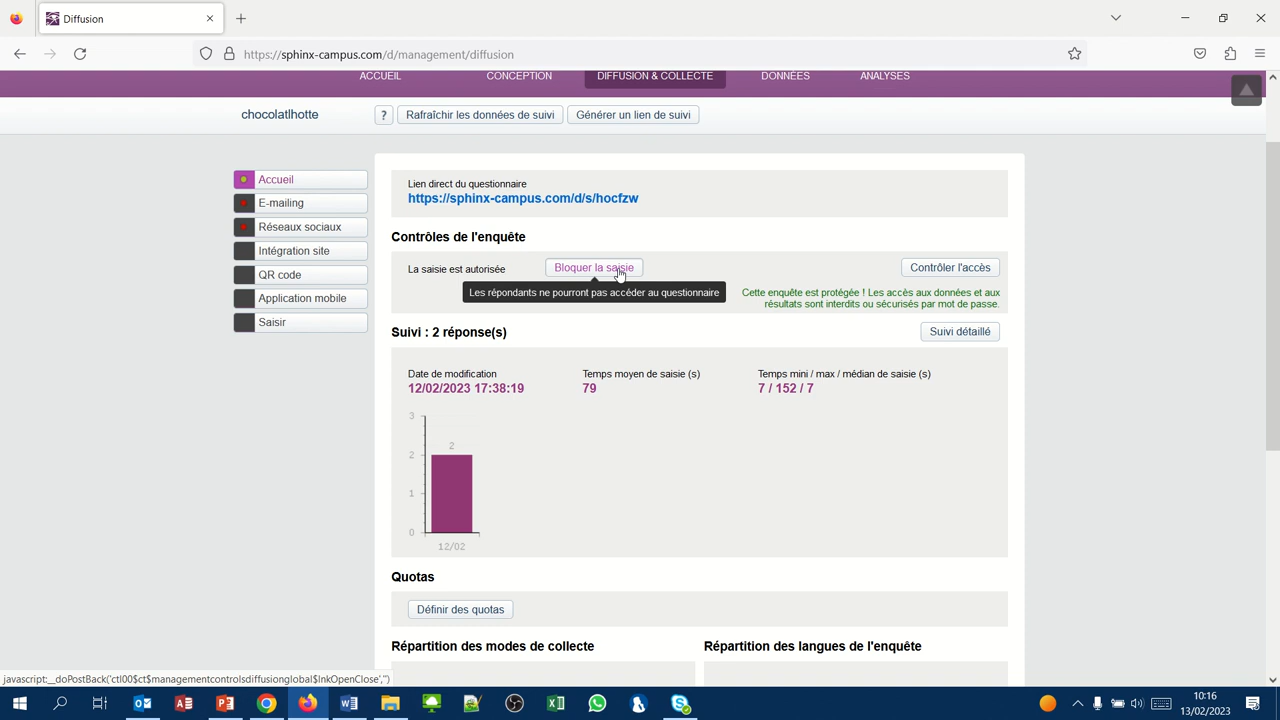 Diffusion
https://sphinx-campus.com/d/management/diffusion
ACCUEIL CONCEPTION DIFFUSION & COLLECTE DONNÉES ANALYSES
chocolatlhotte
? Rafraîchir les données de suivi Générer un lien de suivi
Accueil
E-mailing
Réseaux sociaux
Intégration site
QR code
Application mobile
Saisir
Lien direct du questionnaire
https://sphinx-campus.com/d/s/hocfzw
Contrôles de l'enquête
La saisie est autorisée Bloquer la saisie Contrôler l'accès
Les répondants ne pourront pas accéder au questionnaire
Cette enquête est protégée ! Les accès aux données et aux
résultats sont interdits ou sécurisés par mot de passe.
Suivi : 2 réponse(s) Suivi détaillé
Date de modification Temps moyen de saisie (s) Temps mini / max / médian de saisie (s)
12/02/2023 17:38:19 79 7 / 152 / 7
3
2
2
1
0
12/02
Quotas
Définir des quotas
Répartition des modes de collecte Répartition des langues de l'enquête
javascript:__doPostBack('ctl00$ct$managementcontrolsdiffusionglobal$lnkOpenClose','')
10:16
13/02/2023